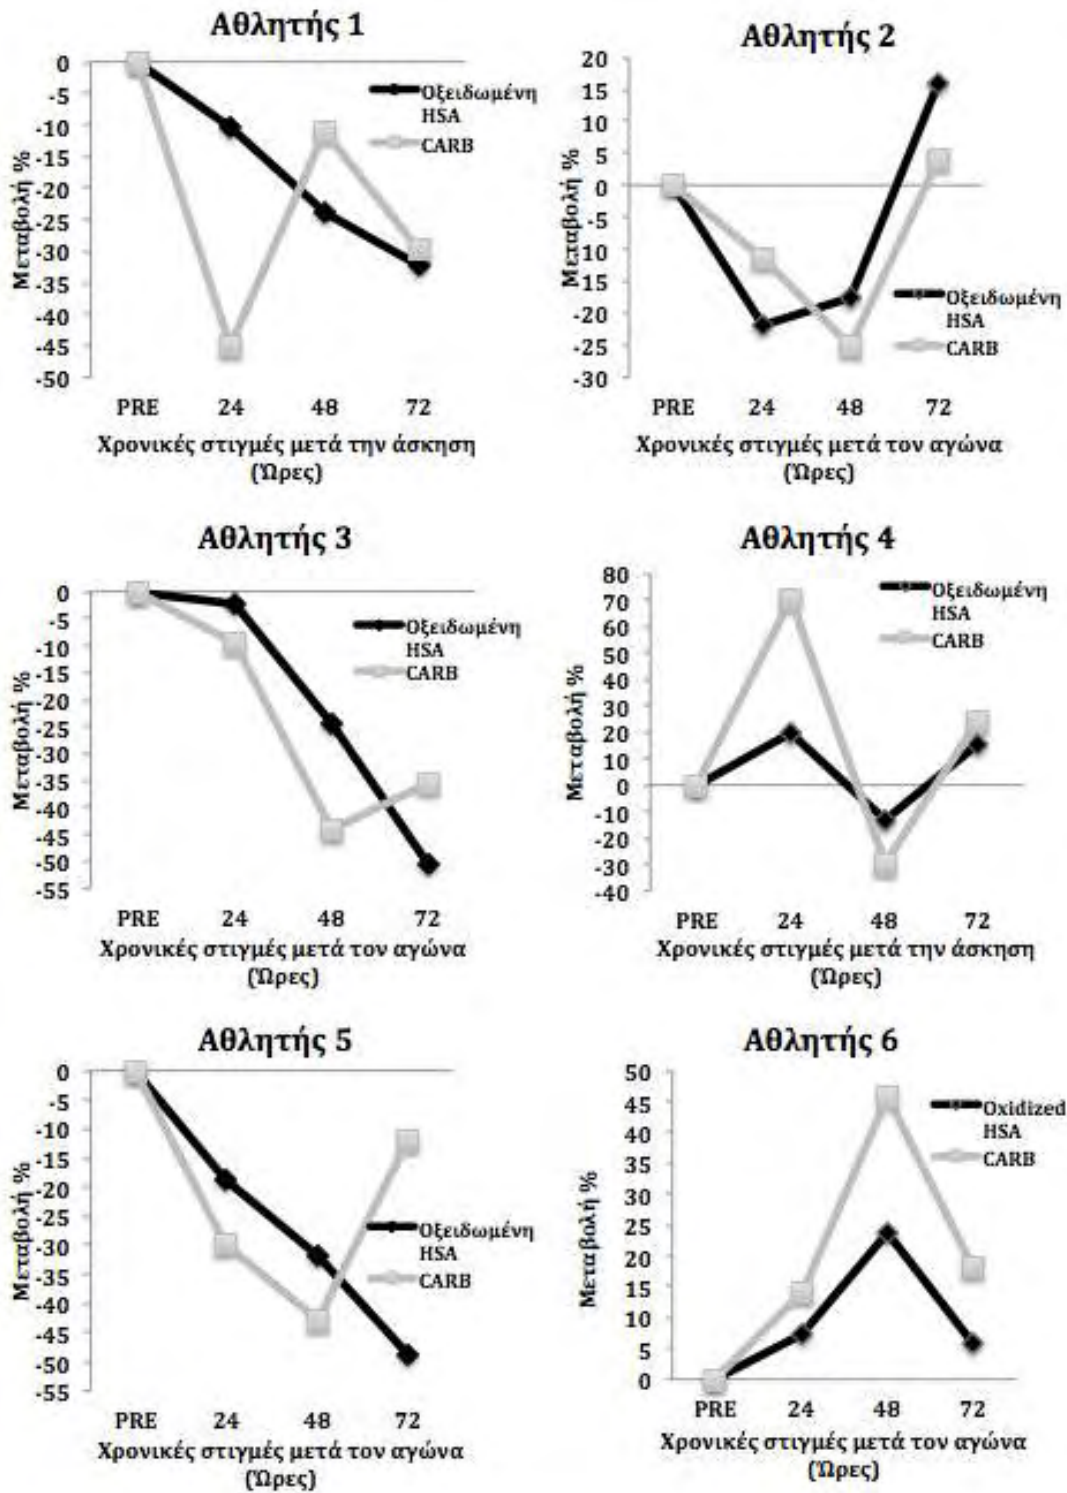 Αθλητής 1
0
-5
-10
-15
-20
-25
-30
-35
-40
-45
-50
Μεταβολή %
Οξειδωμένη
HSA
CARB
PRE 24 48 72
Χρονικές στιγμές μετά την άσκηση
(Ώρες)
Αθλητής 2
20
15
10
5
0
-5
-10
-15
-20
-25
-30
Μεταβολή %
Οξειδωμένη
HSA
CARB
PRE 24 48 72
Χρονικές στιγμές μετά τον αγώνα
(Ώρες)
Αθλητής 3
0
-5
-10
-15
-20
-25
-30
-35
-40
-45
-50
-55
Μεταβολή %
Οξειδωμένη
HSA
CARB
PRE 24 48 72
Χρονικές στιγμές μετά τον αγώνα
(Ώρες)
Αθλητής 4
80
70
60
50
40
30
20
10
0
-10
-20
-30
-40
Μεταβολή %
Οξειδωμένη
HSA
CARB
PRE 24 48 72
Χρονικές στιγμές μετά την άσκηση
(Ώρες)
Αθλητής 5
0
-5
-10
-15
-20
-25
-30
-35
-40
-45
-50
-55
Μεταβολή %
Οξειδωμένη
HSA
CARB
PRE 24 48 72
Χρονικές στιγμές μετά τον αγώνα
(Ώρες)
Αθλητής 6
50
45
40
35
30
25
20
15
10
5
0
Μεταβολή %
Oxidized
HSA
CARB
PRE 24 48 72
Χρονικές στιγμές μετά τον αγώνα
(Ώρες)